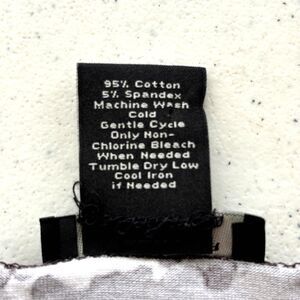 95% Cotton
5% Spandex
Machine Wash
Cold
Gentle Cycle
Only Non-
Chlorine Bleach
When Needed
Tumble Dry Low
Cool Iron
if Needed